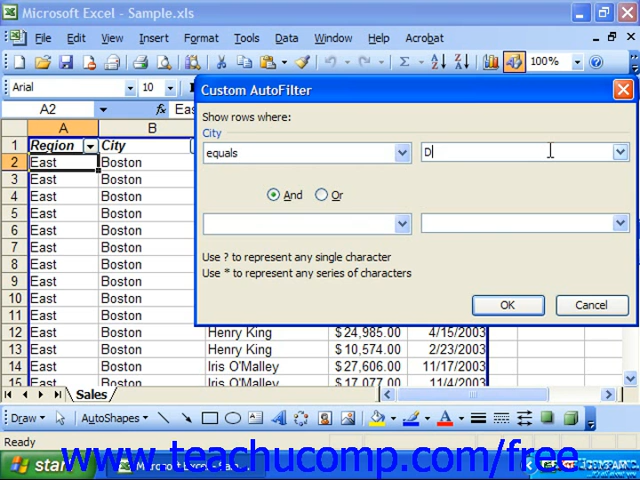 Microsoft Excel - Sample.xls
File Edit View Insert Format Tools Data Window Help Acrobat
100%
Arial 10
A2 fx Eas
Custom AutoFilter
Show rows where:
City
equals D
And Or
Use ? to represent any single character
Use * to represent any series of characters
OK Cancel
A B
1 Region City
2 East Boston
3 East Boston
4 East Boston
5 East Boston
6 East Boston
7 East Boston
8 East Boston
9 East Boston
10 East Boston
11 East Boston
12 East Boston Henry King $24,985.00 4/15/2003
13 East Boston Henry King $10,574.00 2/23/2003
14 East Boston Iris O'Malley $27,606.00 11/17/2003
15 East Boston Iris O'Malley $17,077.00 11/4/2003
Sales
Draw AutoShapes
Ready
start Microsoft Excel - Sam
www.teachucomp.com/free